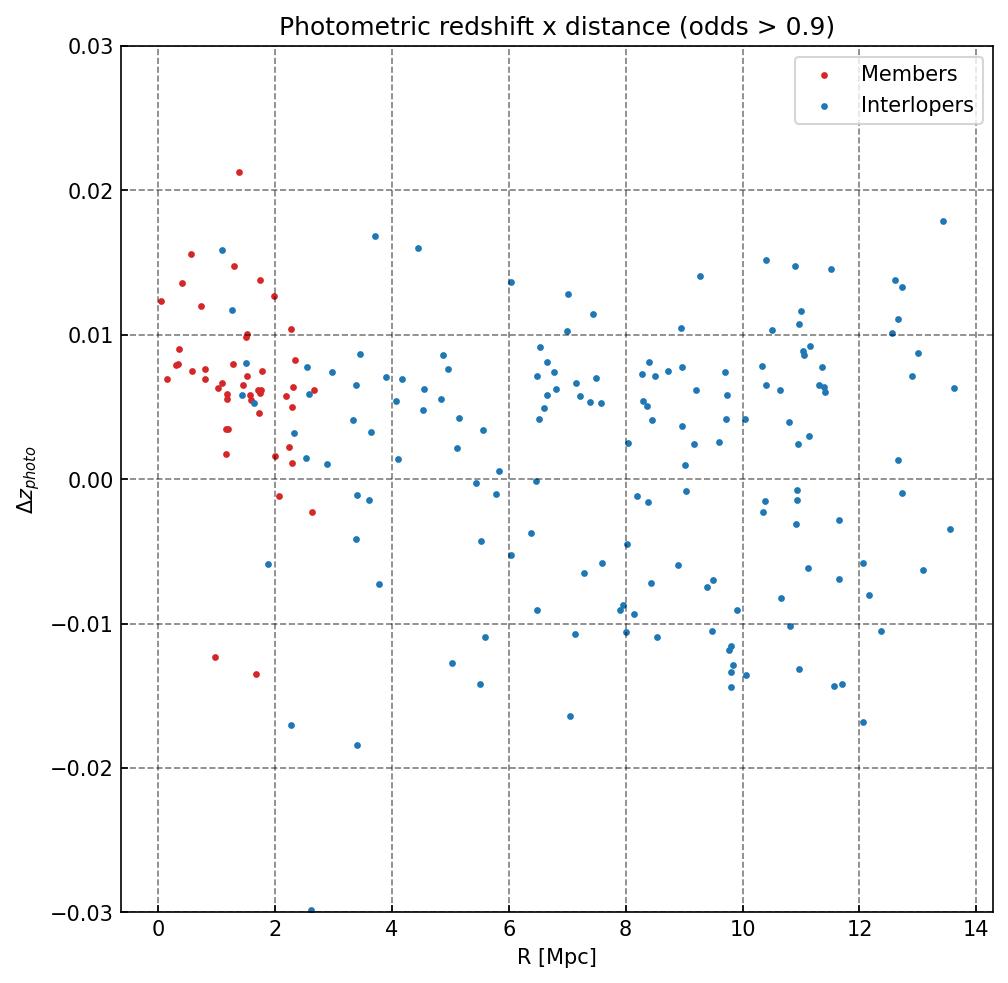 Photometric redshift x distance (odds > 0.9)
Members
Interlopers
0.03
0.02
0.01
0.00
−0.01
−0.02
−0.03
Δz_photo
0 2 4 6 8 10 12 14
R [Mpc]